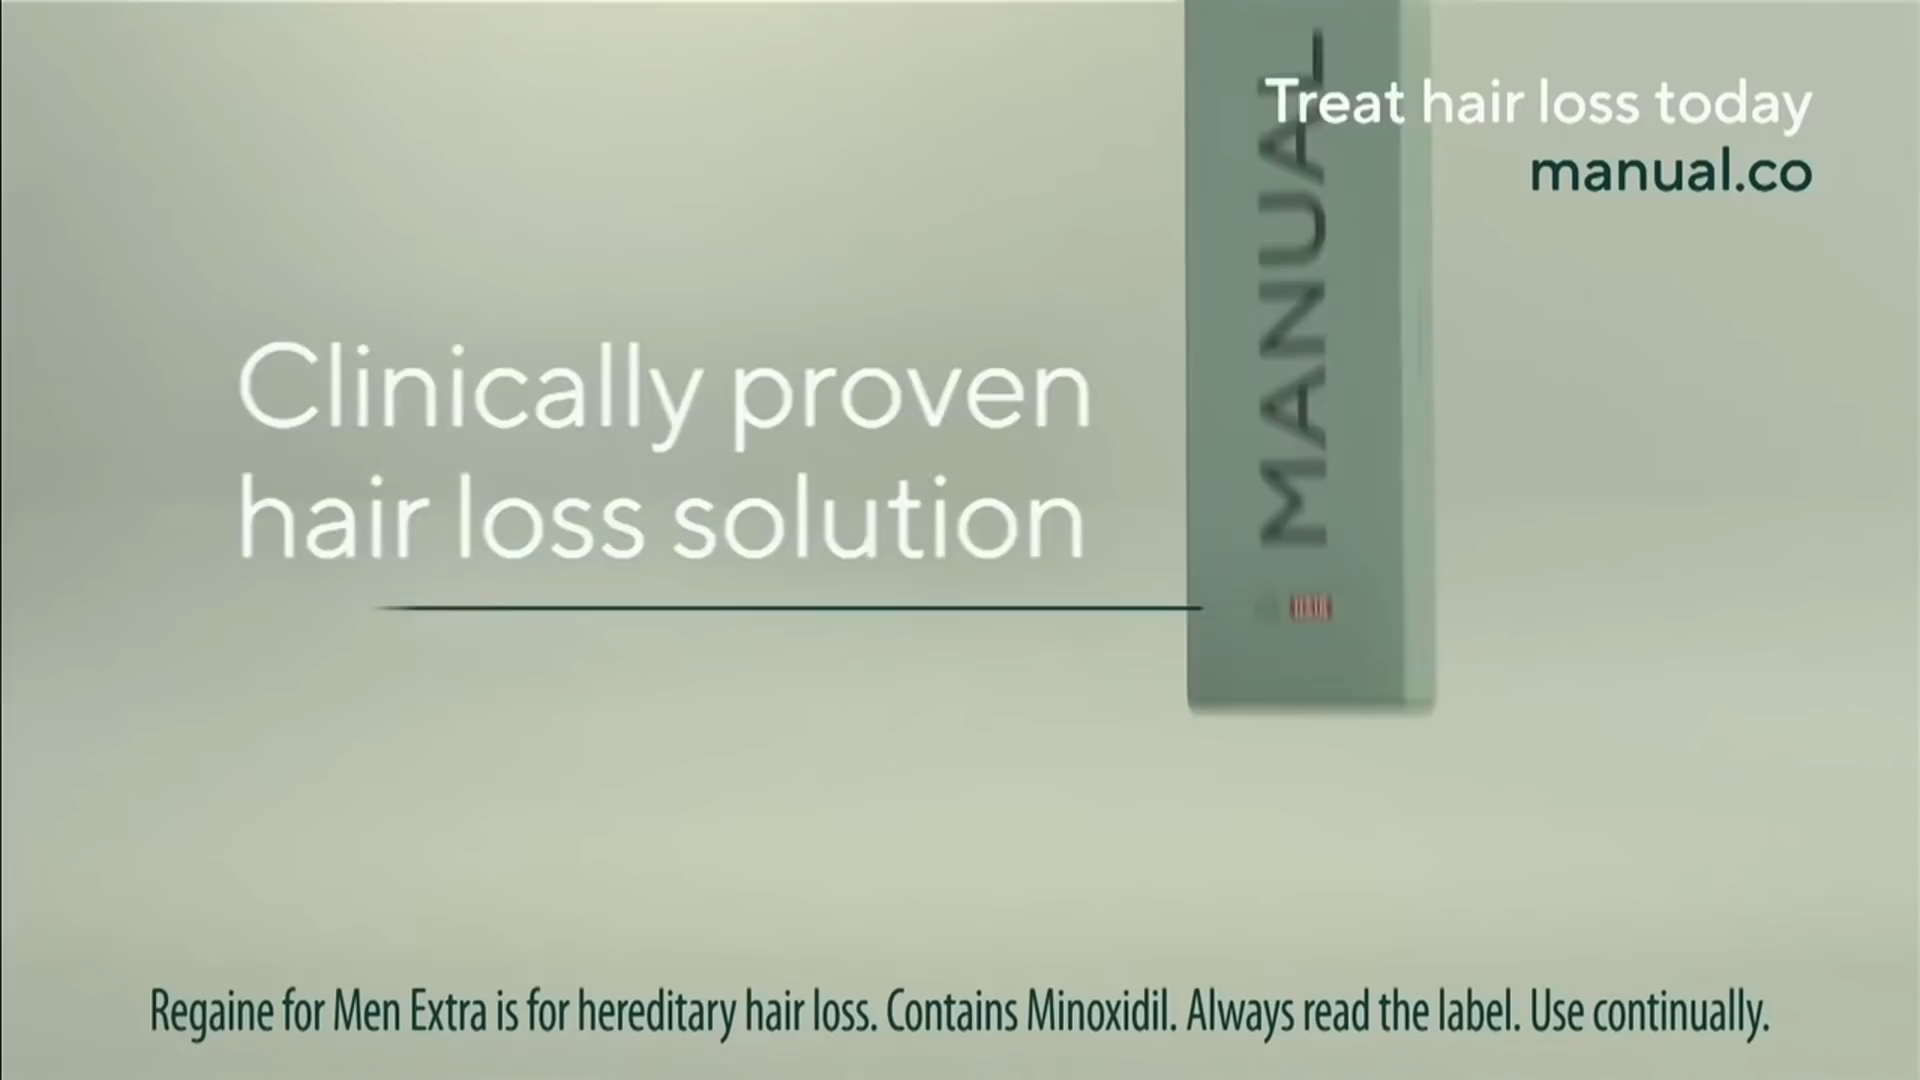 Treat hair loss today
manual.co
MANUAL
Clinically proven
hair loss solution
HAIR
Regaine for Men Extra is for hereditary hair loss. Contains Minoxidil. Always read the label. Use continually.